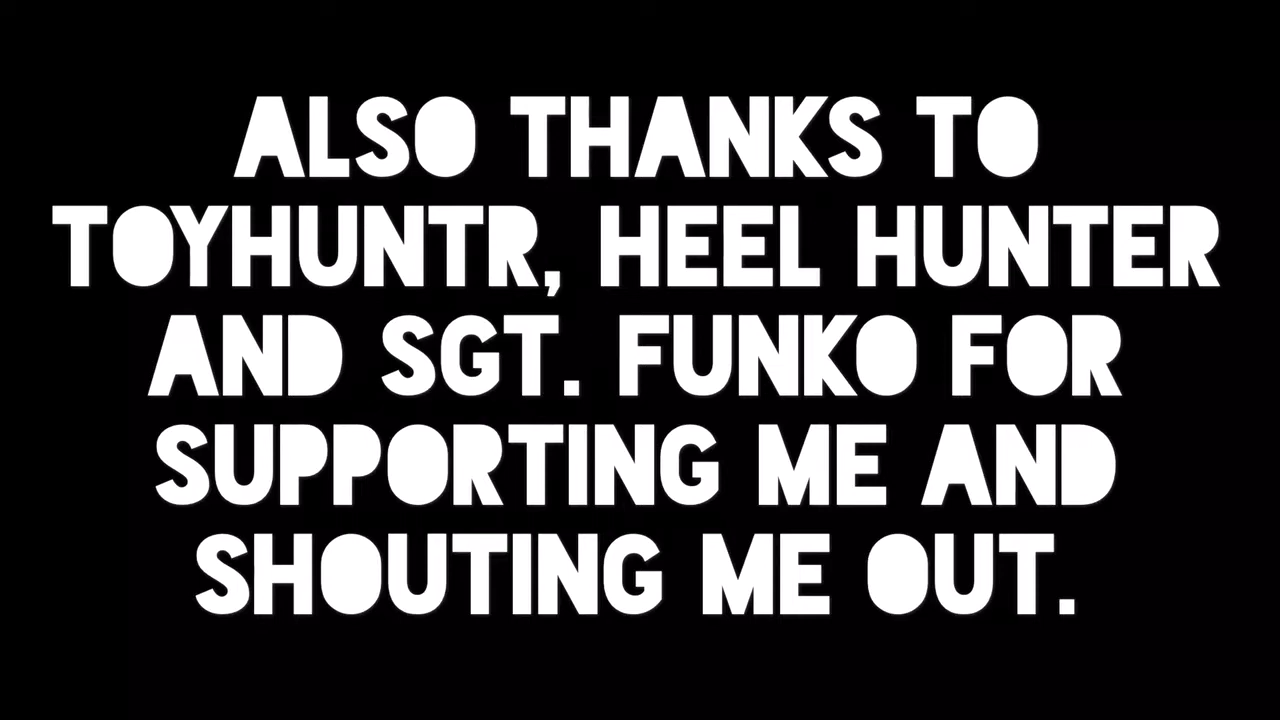 ALSO THANKS TO
TOYHUNTR, HEEL HUNTER
AND SGT. FUNKO FOR
SUPPORTING ME AND
SHOUTING ME OUT.